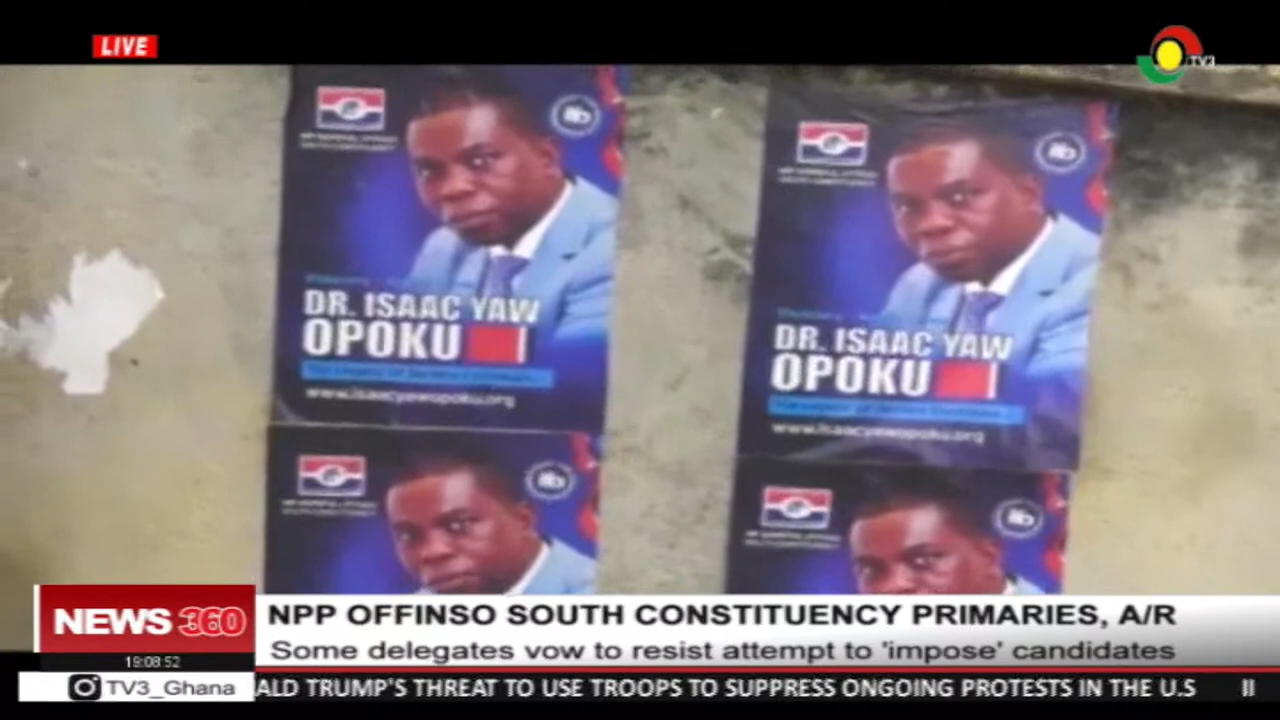 LIVE
TV3
DR. ISAAC YAW
OPOKU
www.isaacyawopoku.org
DR. ISAAC YAW
OPOKU
www.isaacyawopoku.org
NEWS 360
19:08:52
NPP OFFINSO SOUTH CONSTITUENCY PRIMARIES, A/R
Some delegates vow to resist attempt to 'impose' candidates
TV3_Ghana
ALD TRUMP'S THREAT TO USE TROOPS TO SUPPRESS ONGOING PROTESTS IN THE U.S